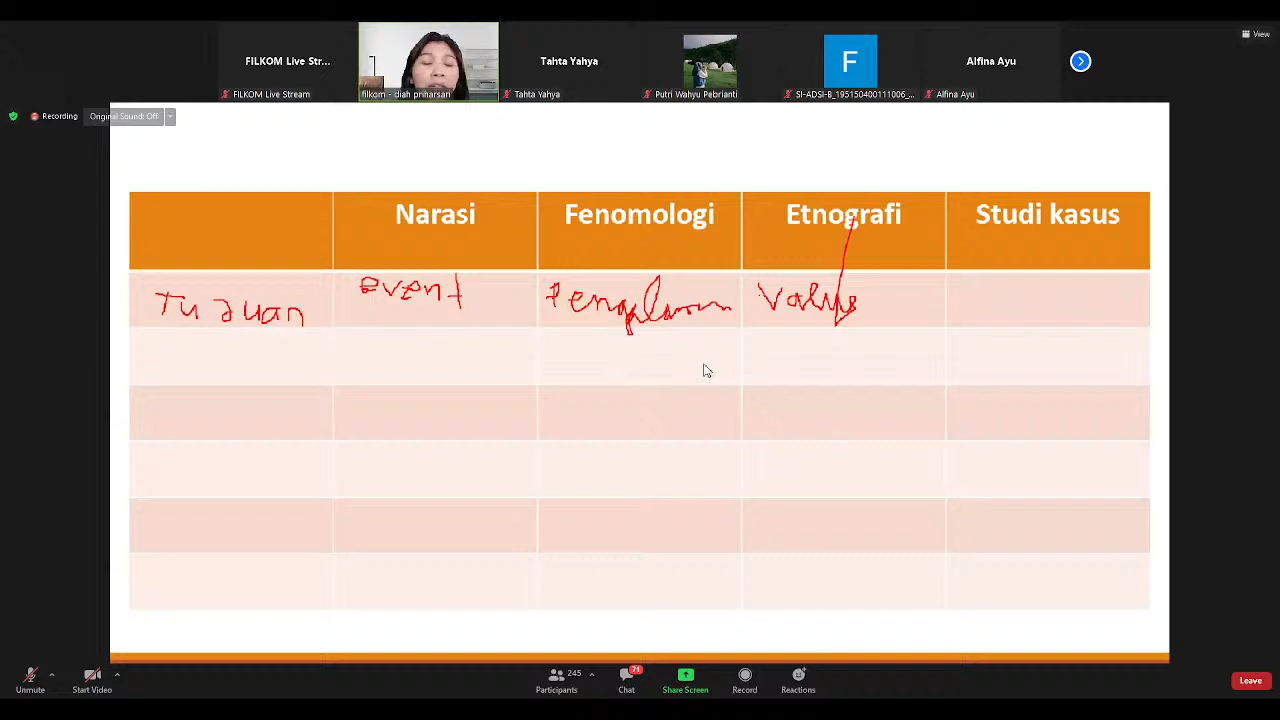 View
FILKOM Live Str...
Tahta Yahya
F
Alfina Ayu
FILKOM Live Stream
filkom - diah prinarsari
Tahta Yahya
Putri Wahyu Pebrianti
SI-ADSI-B_195150400111006_...
Alfina Ayu
Recording
Original Sound: Off
Narasi
Fenomologi
Etnografi
Studi kasus
Tujuan
event
Pengalaman
Value
Unmute
Start Video
245
Participants
71
Chat
Share Screen
Record
Reactions
Leave